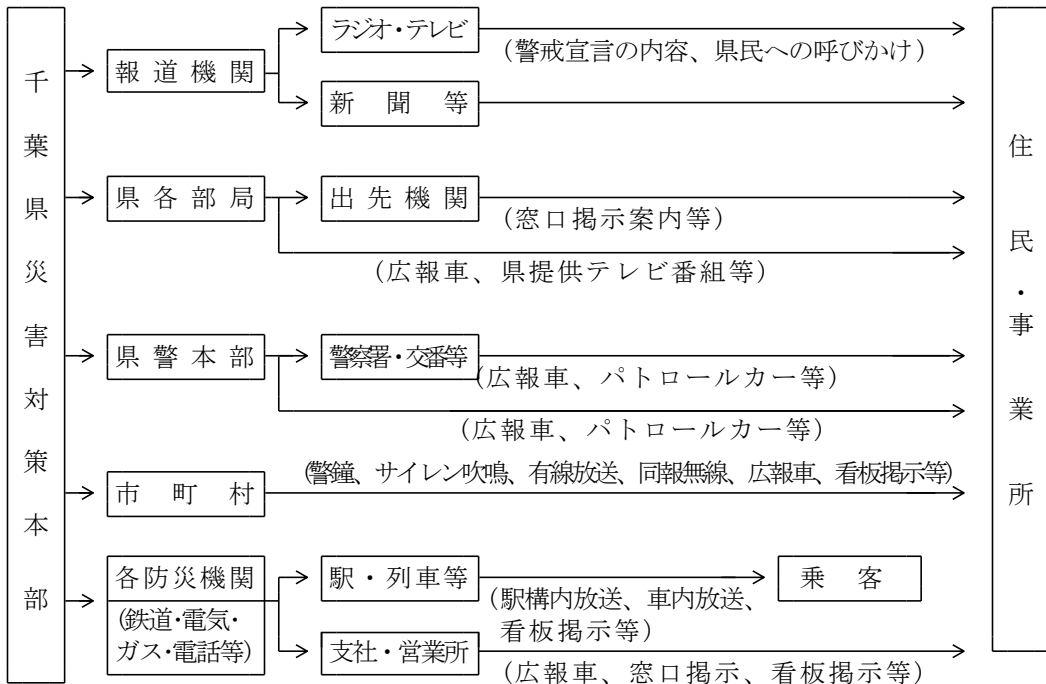 千葉県災害対策本部
報道機関
ラジオ・テレビ
(警戒宣言の内容、県民への呼びかけ)
新聞等
県各部局
出先機関
(窓口掲示案内等)
(広報車、県提供テレビ番組等)
県警本部
警察署・交番等
(広報車、パトロールカー等)
(広報車、パトロールカー等)
市町村
(警鐘、サイレン吹鳴、有線放送、同報無線、広報車、看板掲示等)
各防災機関
(鉄道・電気・
ガス・電話等)
駅・列車等
(駅構内放送、車内放送、
看板掲示等)
乗客
支社・営業所
(広報車、窓口掲示、看板掲示等)
住民・事業所